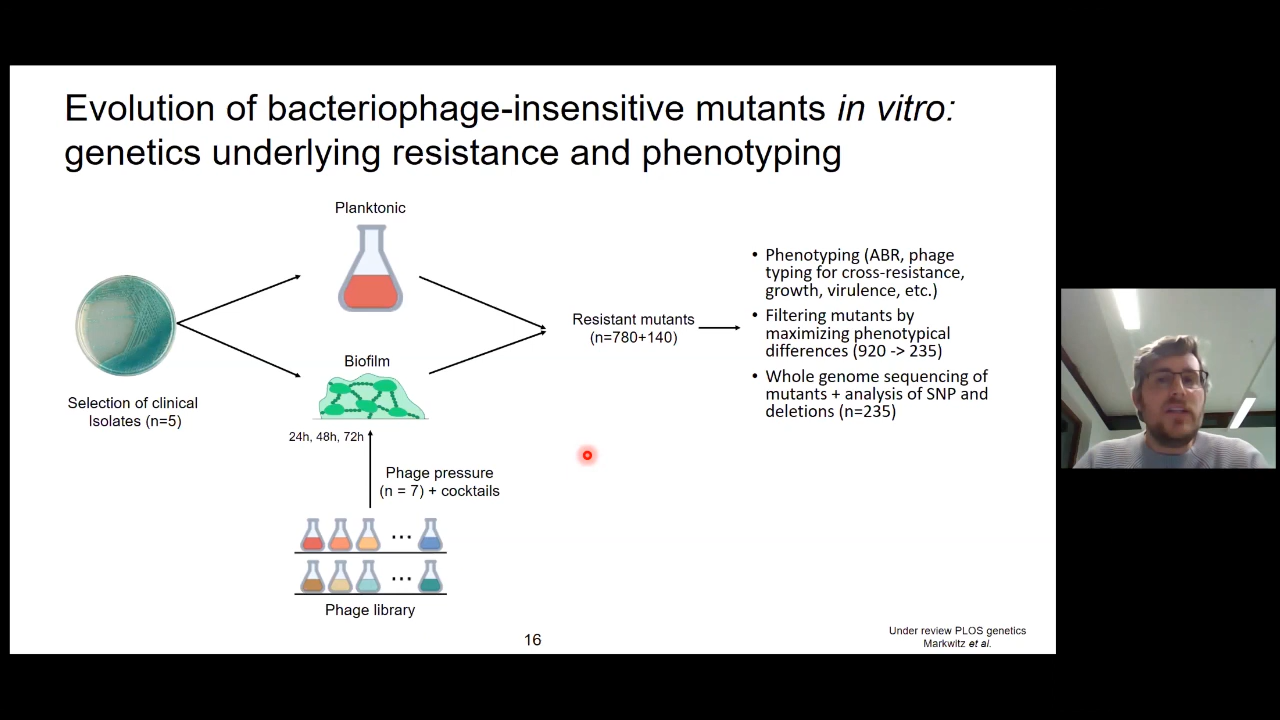 Evolution of bacteriophage-insensitive mutants in vitro:
genetics underlying resistance and phenotyping
Planktonic
Biofilm
Selection of clinical
Isolates (n=5)
24h, 48h, 72h
Phage pressure
(n = 7) + cocktails
...
...
Phage library
Resistant mutants
(n=780+140)
• Phenotyping (ABR, phage
typing for cross-resistance,
growth, virulence, etc.)
• Filtering mutants by
maximizing phenotypical
differences (920 -> 235)
• Whole genome sequencing of
mutants + analysis of SNP and
deletions (n=235)
16
Under review PLOS genetics
Markwitz et al.